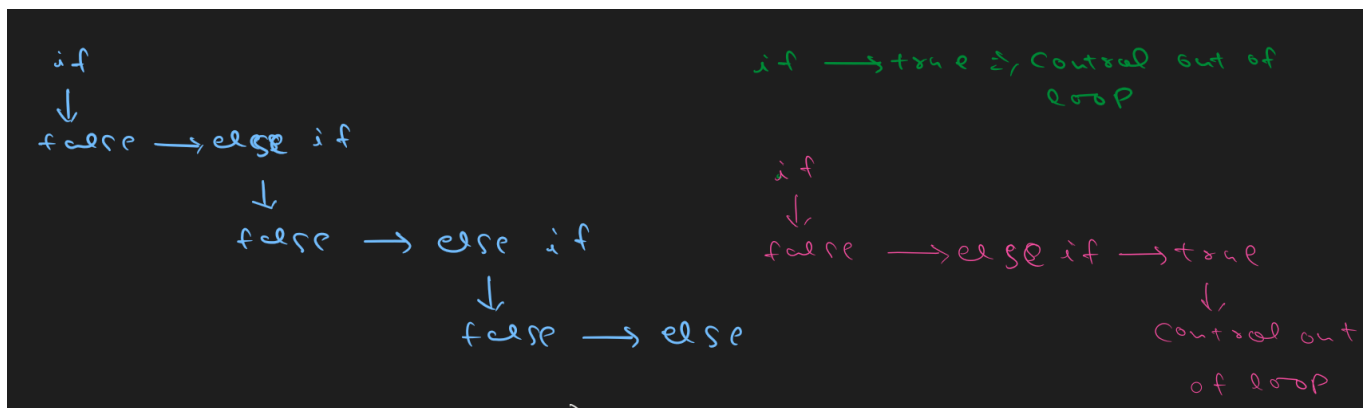 if
↓
false → else if
↓
false → else if
↓
false → else
if → true Control out of
loop
if
↓
false → else if → true
↓
Control out
of loop